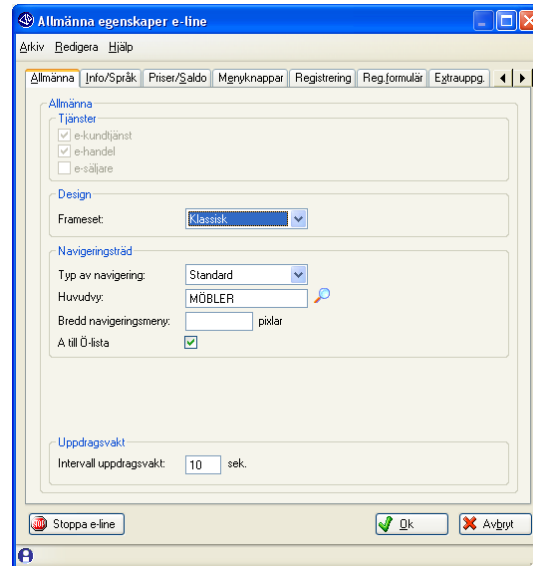 Allmänna egenskaper e-line
Arkiv Redigera Hjälp
Allmänna Info/Språk Priser/Saldo Menyknappar Registrering Reg.formulär Extrauppg.
Allmänna
Tjänster
e-kundtjänst
e-handel
e-säljare
Design
Frameset: Klassisk
Navigeringsträd
Typ av navigering: Standard
Huvudvy: MÖBLER
Bredd navigeringsmeny: pixlar
A till Ö-lista
Uppdragsvakt
Intervall uppdragsvakt: 10 sek.
STOP Stoppa e-line Ok Avbryt